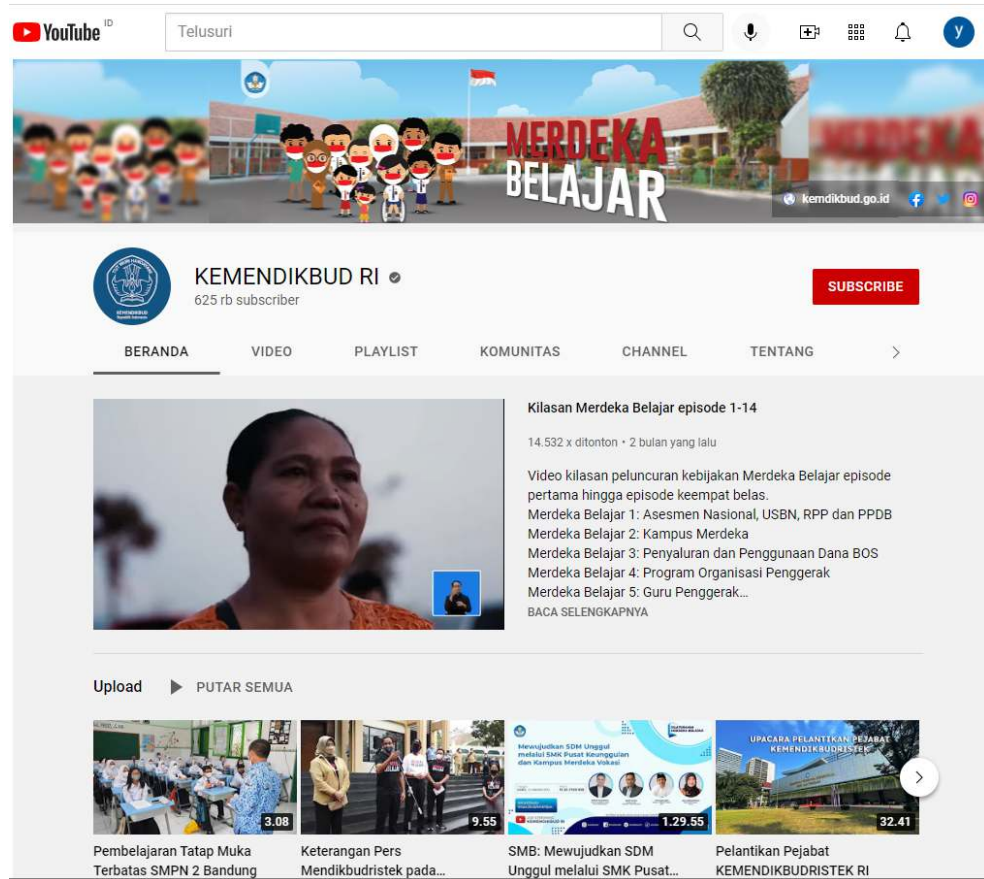 YouTube ID
Telusuri
y
MERDEKA
BELAJAR
MERDEKA
kemdikbud.go.id
KEMENDIKBUD RI
625 rb subscriber
SUBSCRIBE
BERANDA VIDEO PLAYLIST KOMUNITAS CHANNEL TENTANG
Kilasan Merdeka Belajar episode 1-14
14.532 x ditonton • 2 bulan yang lalu
Video kilasan peluncuran kebijakan Merdeka Belajar episode
pertama hingga episode keempat belas.
Merdeka Belajar 1: Asesmen Nasional, USBN, RPP dan PPDB
Merdeka Belajar 2: Kampus Merdeka
Merdeka Belajar 3: Penyaluran dan Penggunaan Dana BOS
Merdeka Belajar 4: Program Organisasi Penggerak
Merdeka Belajar 5: Guru Penggerak...
BACA SELENGKAPNYA
Upload PUTAR SEMUA
3.08
9.55
Mewujudkan SDM Unggul
melalui SMK Pusat Keunggulan
dan Kampus Merdeka Vokasi
1.29.55
UPACARA PELANTIKAN PEJABAT
KEMENDIKBUDRISTEK
32.41
Pembelajaran Tatap Muka
Terbatas SMPN 2 Bandung
Keterangan Pers
Mendikbudristek pada...
SMB: Mewujudkan SDM
Unggul melalui SMK Pusat...
Pelantikan Pejabat
KEMENDIKBUDRISTEK RI